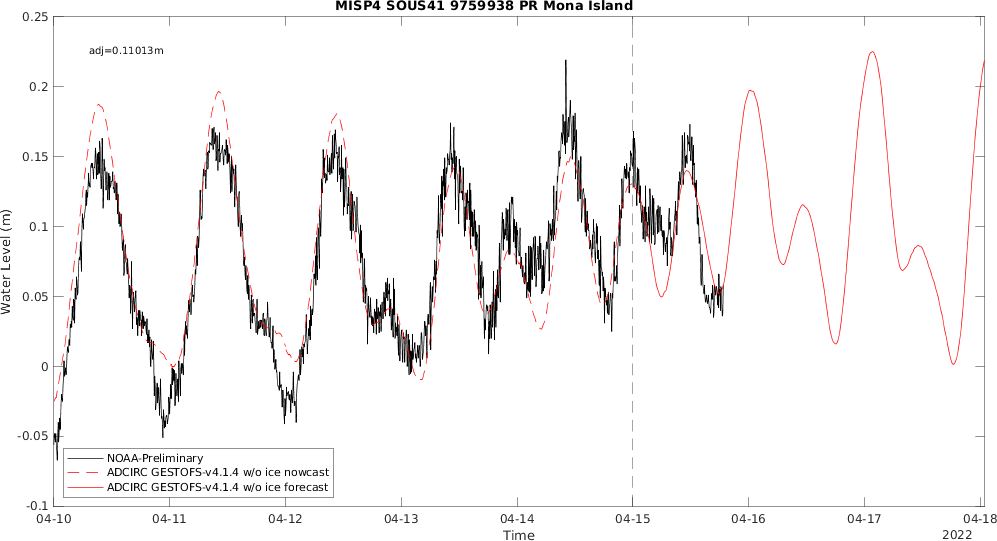 MISP4 SOUS41 9759938 PR Mona Island
adj=0.11013m
0.25
0.2
0.15
0.1
0.05
0
-0.05
-0.1
Water Level (m)
NOAA-Preliminary
ADCIRC GESTOFS-v4.1.4 w/o ice nowcast
ADCIRC GESTOFS-v4.1.4 w/o ice forecast
04-10 04-11 04-12 04-13 04-14 04-15 04-16 04-17 04-18
Time
2022